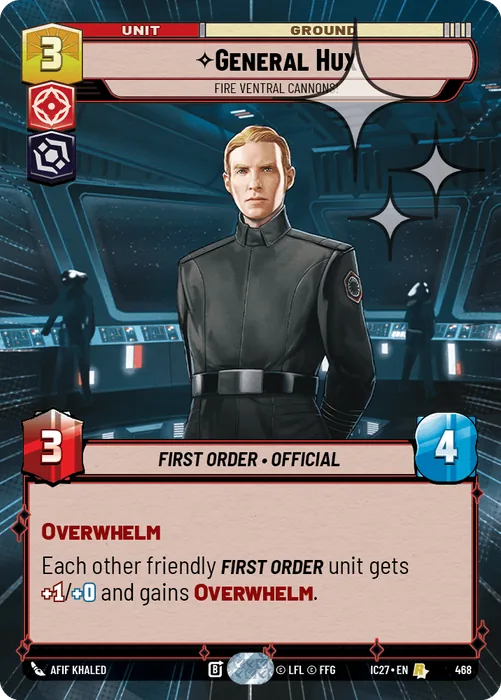 3
UNIT
GROUND
General Hux
FIRE VENTRAL CANNONS!
3
4
FIRST ORDER • OFFICIAL
OVERWHELM
Each other friendly FIRST ORDER unit gets
+1/+0 and gains OVERWHELM.
AFIF KHALED
B
© LFL © FFG
IC27 • EN
R
468